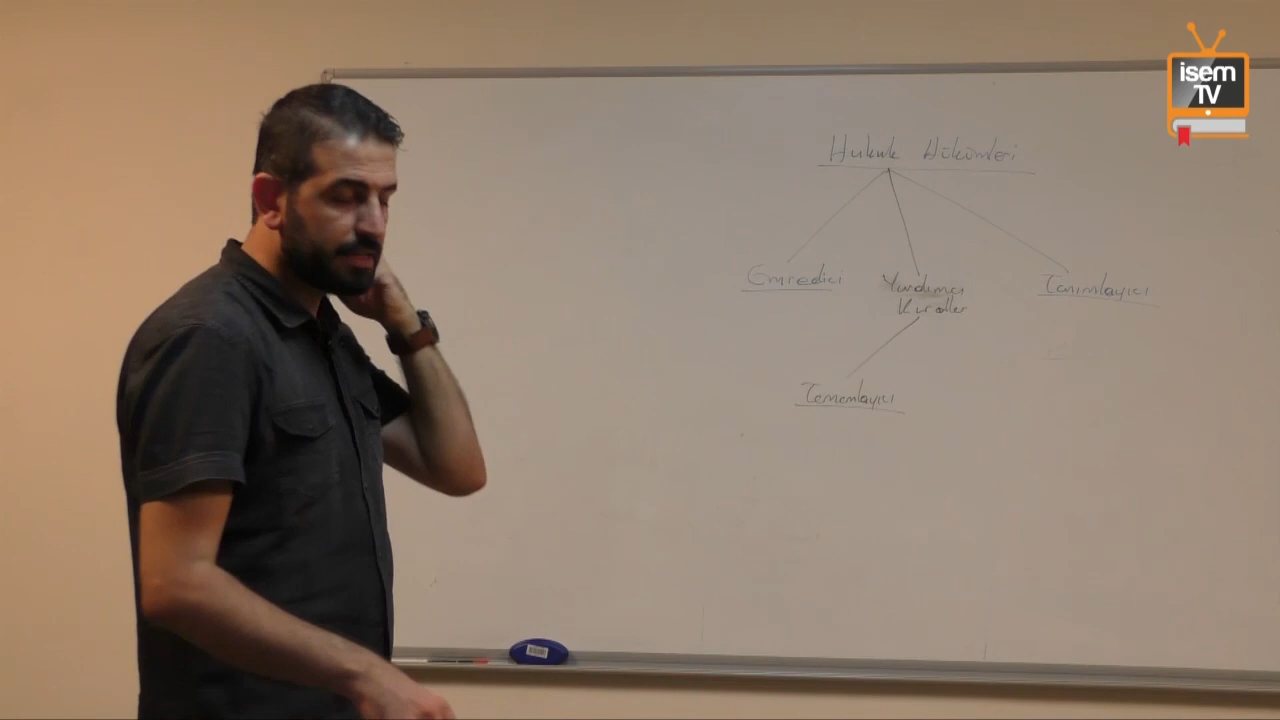 isem
TV
Hukuk Hükümleri
Emredici
Yardımcı
Kurallar
Tanımlayıcı
Tamamlayıcı